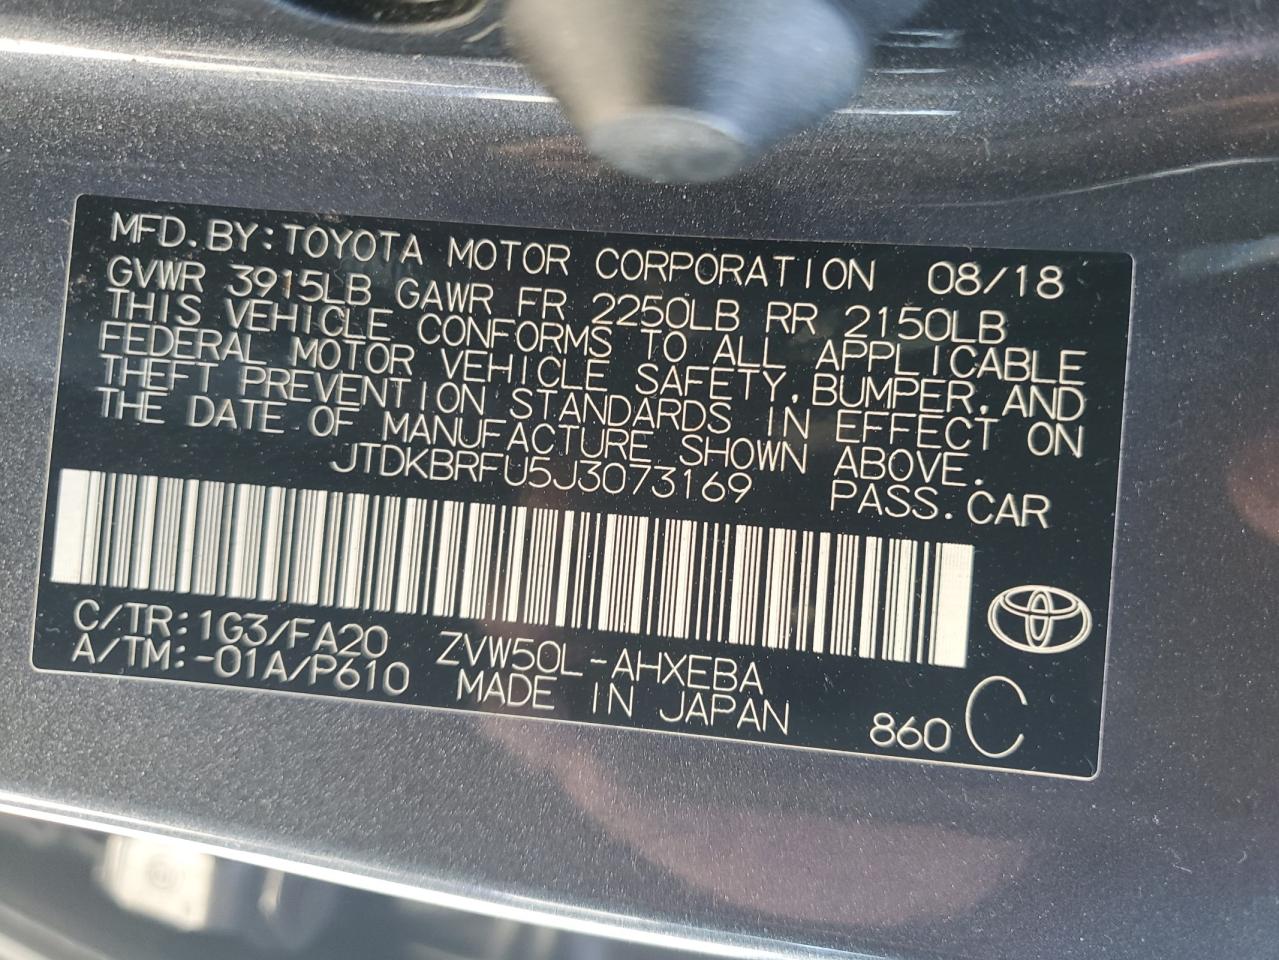 MFD.BY:TOYOTA MOTOR CORPORATION 08/18
GVWR 3915LB GAWR FR 2250LB RR 2150LB
THIS VEHICLE CONFORMS TO ALL APPLICABLE
FEDERAL MOTOR VEHICLE SAFETY,BUMPER,AND
THEFT PREVENTION STANDARDS IN EFFECT ON
THE DATE OF MANUFACTURE SHOWN ABOVE.
JTDKBRFU5J3073169 PASS.CAR
C/TR:1G3/FA20 ZVW50L-AHXEBA
A/TM:-01A/P610 MADE IN JAPAN 860 C